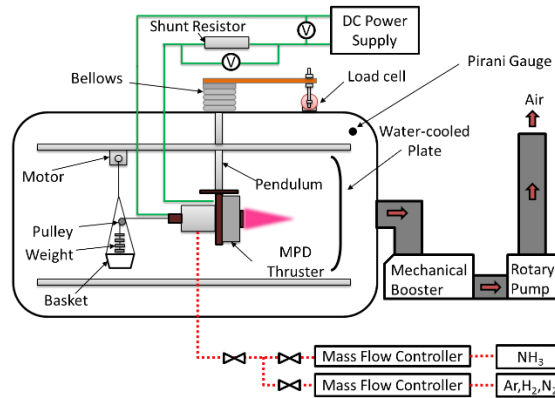 Shunt Resistor
DC Power
Supply
V
V
Bellows
Load cell
Pirani Gauge
Air
Water-cooled
Plate
Motor
Pendulum
Pulley
Weight
MPD
Thruster
Basket
Mechanical
Booster
Rotary
Pump
Mass Flow Controller
NH₃
Mass Flow Controller
Ar,H₂,N₂